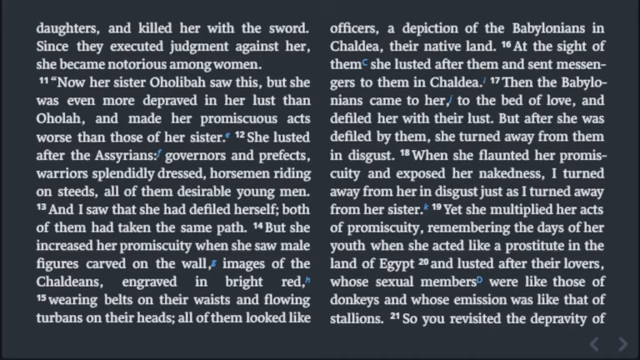 daughters, and killed her with the sword.
Since they executed judgment against her,
she became notorious among women.
11 “Now her sister Oholibah saw this, but she
was even more depraved in her lust than
Oholah, and made her promiscuous acts
worse than those of her sister.e 12 She lusted
after the Assyrians:f governors and prefects,
warriors splendidly dressed, horsemen riding
on steeds, all of them desirable young men.
13 And I saw that she had defiled herself; both
of them had taken the same path. 14 But she
increased her promiscuity when she saw male
figures carved on the wall,g images of the
Chaldeans, engraved in bright red,h
15 wearing belts on their waists and flowing
turbans on their heads; all of them looked like
officers, a depiction of the Babylonians in
Chaldea, their native land. 16 At the sight of
themC she lusted after them and sent messen-
gers to them in Chaldea.i 17 Then the Babylo-
nians came to her,j to the bed of love, and
defiled her with their lust. But after she was
defiled by them, she turned away from them
in disgust. 18 When she flaunted her promis-
cuity and exposed her nakedness, I turned
away from her in disgust just as I turned away
from her sister.k 19 Yet she multiplied her acts
of promiscuity, remembering the days of her
youth when she acted like a prostitute in the
land of Egypt 20 and lusted after their lovers,
whose sexual membersD were like those of
donkeys and whose emission was like that of
stallions. 21 So you revisited the depravity of